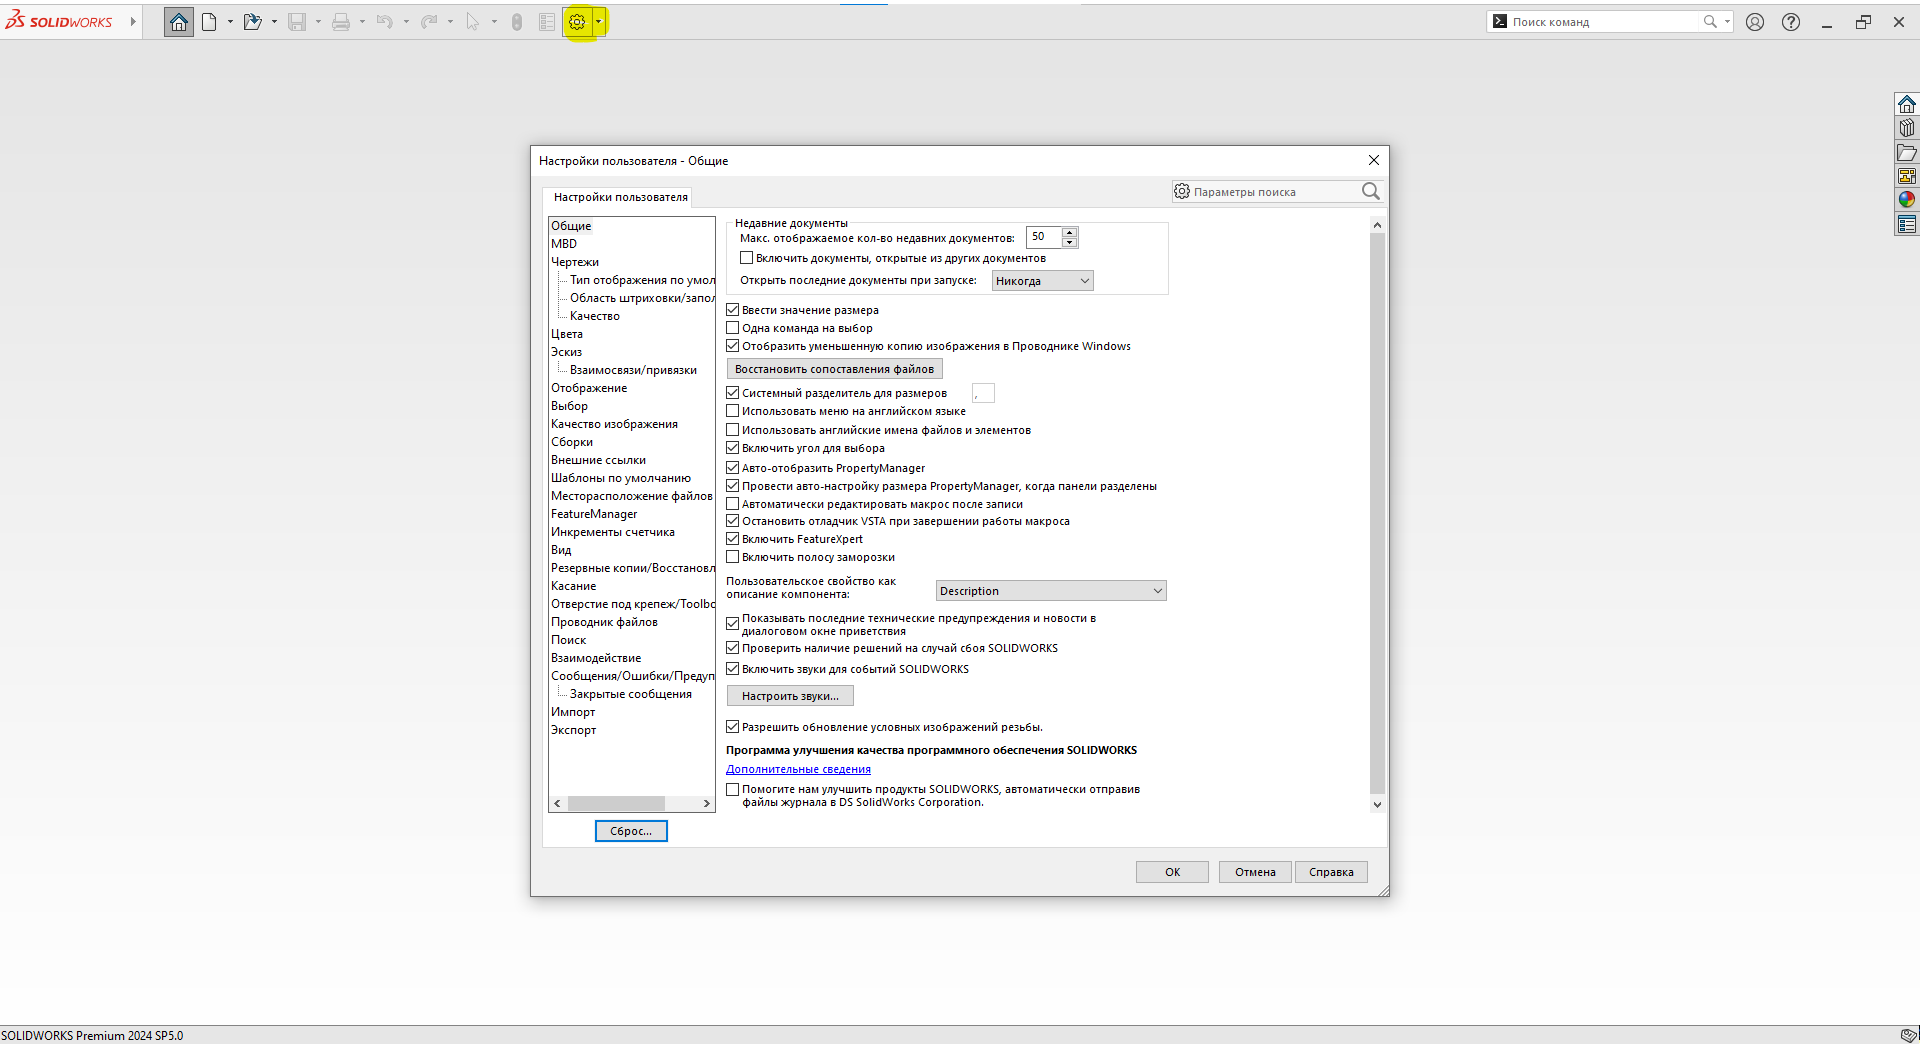 SOLIDWORKS
Поиск команд
Настройки пользователя - Общие
Настройки пользователя
Параметры поиска
Общие
MBD
Чертежи
Тип отображения по умол
Область штриховки/запол
Качество
Цвета
Эскиз
Взаимосвязи/привязки
Отображение
Выбор
Качество изображения
Сборки
Внешние ссылки
Шаблоны по умолчанию
Месторасположение файлов
FeatureManager
Инкременты счетчика
Вид
Резервные копии/Восстановл
Касание
Отверстие под крепеж/Toolbo
Проводник файлов
Поиск
Взаимодействие
Сообщения/Ошибки/Предуп
Закрытые сообщения
Импорт
Экспорт
Сброс...
Недавние документы
Макс. отображаемое кол-во недавних документов: 50
Включить документы, открытые из других документов
Открыть последние документы при запуске: Никогда
Ввести значение размера
Одна команда на выбор
Отобразить уменьшенную копию изображения в Проводнике Windows
Восстановить сопоставления файлов
Системный разделитель для размеров ,
Использовать меню на английском языке
Использовать английские имена файлов и элементов
Включить угол для выбора
Авто-отобразить PropertyManager
Провести авто-настройку размера PropertyManager, когда панели разделены
Автоматически редактировать макрос после записи
Остановить отладчик VSTA при завершении работы макроса
Включить FeatureXpert
Включить полосу заморозки
Пользовательское свойство как
описание компонента: Description
Показывать последние технические предупреждения и новости в
диалоговом окне приветствия
Проверить наличие решений на случай сбоя SOLIDWORKS
Включить звуки для событий SOLIDWORKS
Настроить звуки...
Разрешить обновление условных изображений резьбы.
Программа улучшения качества программного обеспечения SOLIDWORKS
Дополнительные сведения
Помогите нам улучшить продукты SOLIDWORKS, автоматически отправив
файлы журнала в DS SolidWorks Corporation.
OK Отмена Справка
SOLIDWORKS Premium 2024 SP5.0